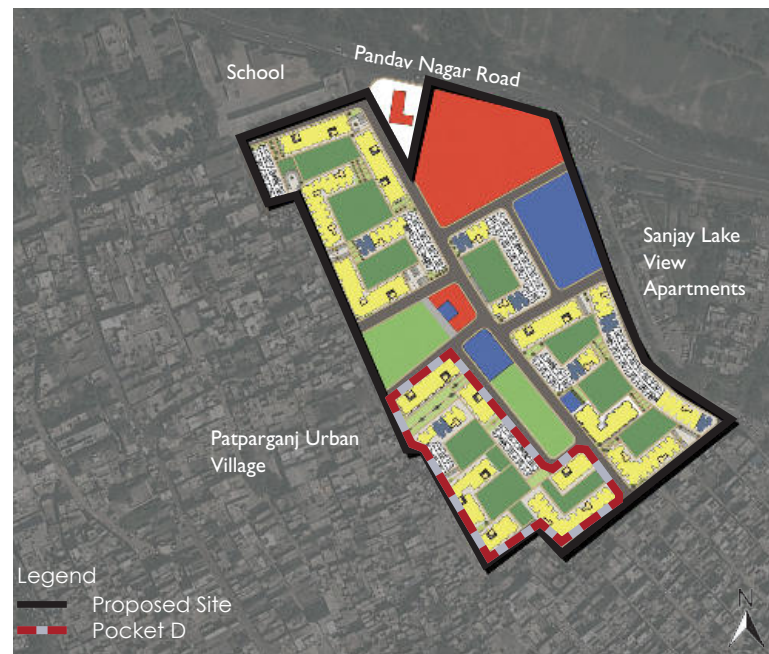 Pandav Nagar Road
School
Sanjay Lake
View
Apartments
Patparganj Urban
Village
Legend
Proposed Site
Pocket D
N